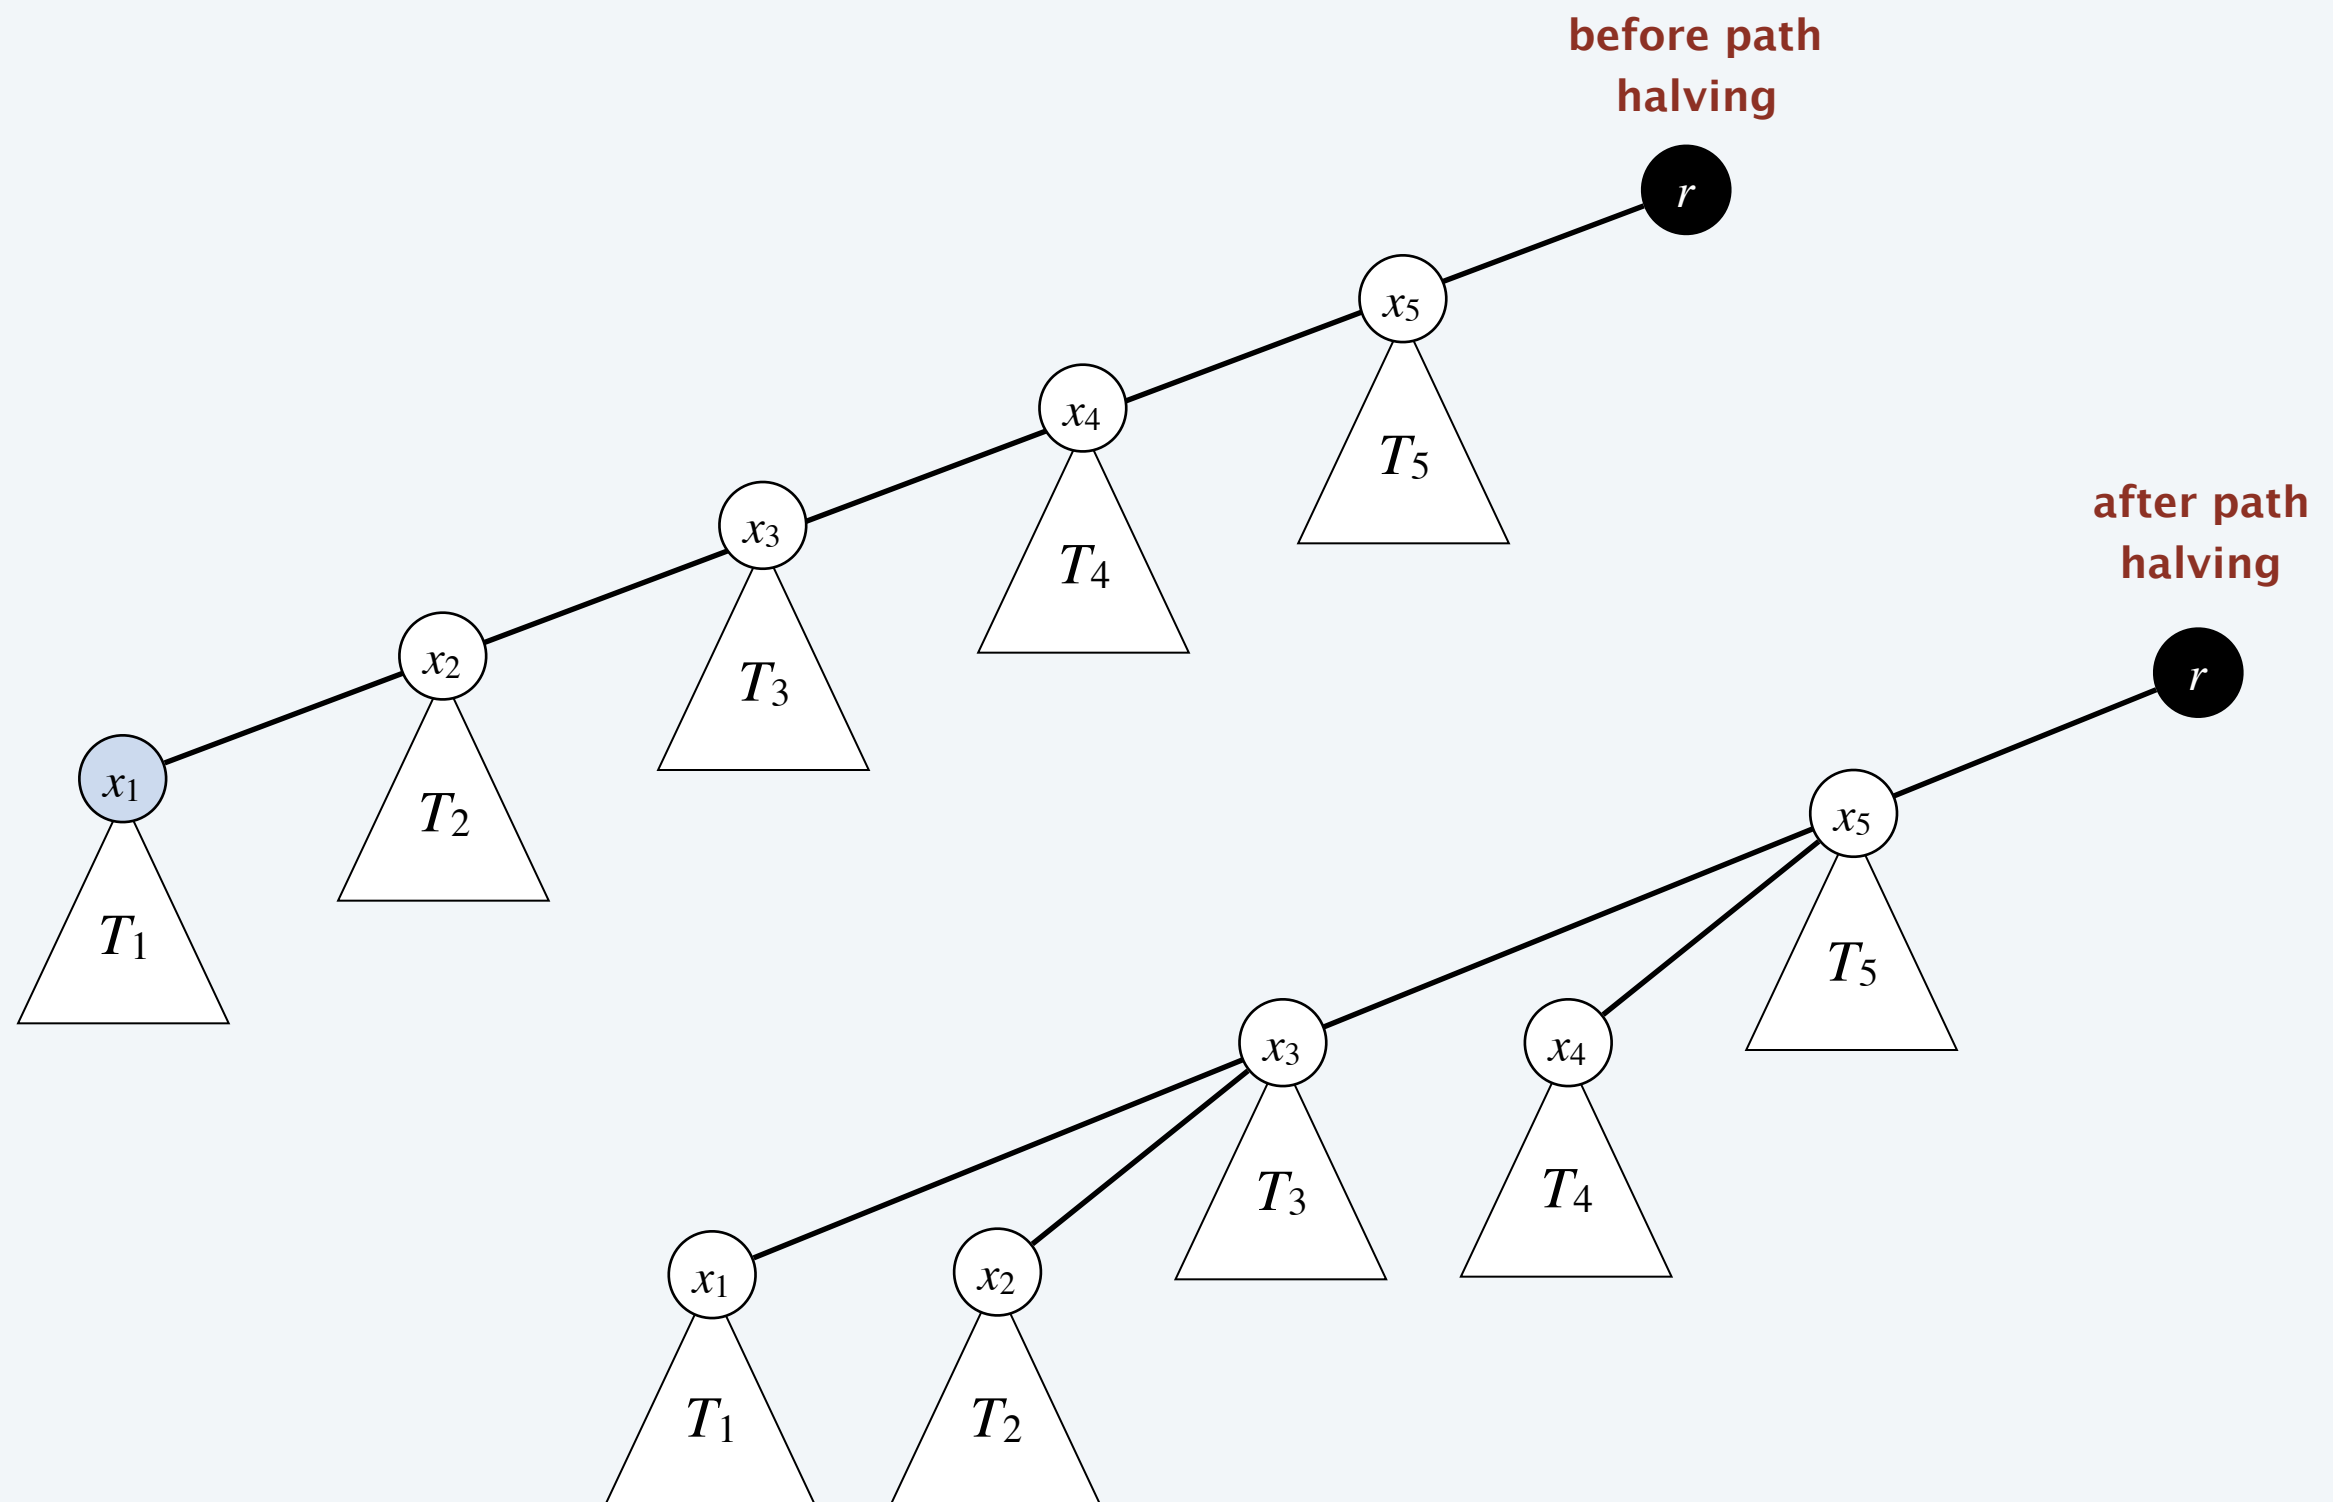 before path
halving
r
x5
T5
x4
T4
x3
T3
x2
T2
x1
T1
after path
halving
r
x5
T5
x3
x4
T3
T4
x1
x2
T1
T2